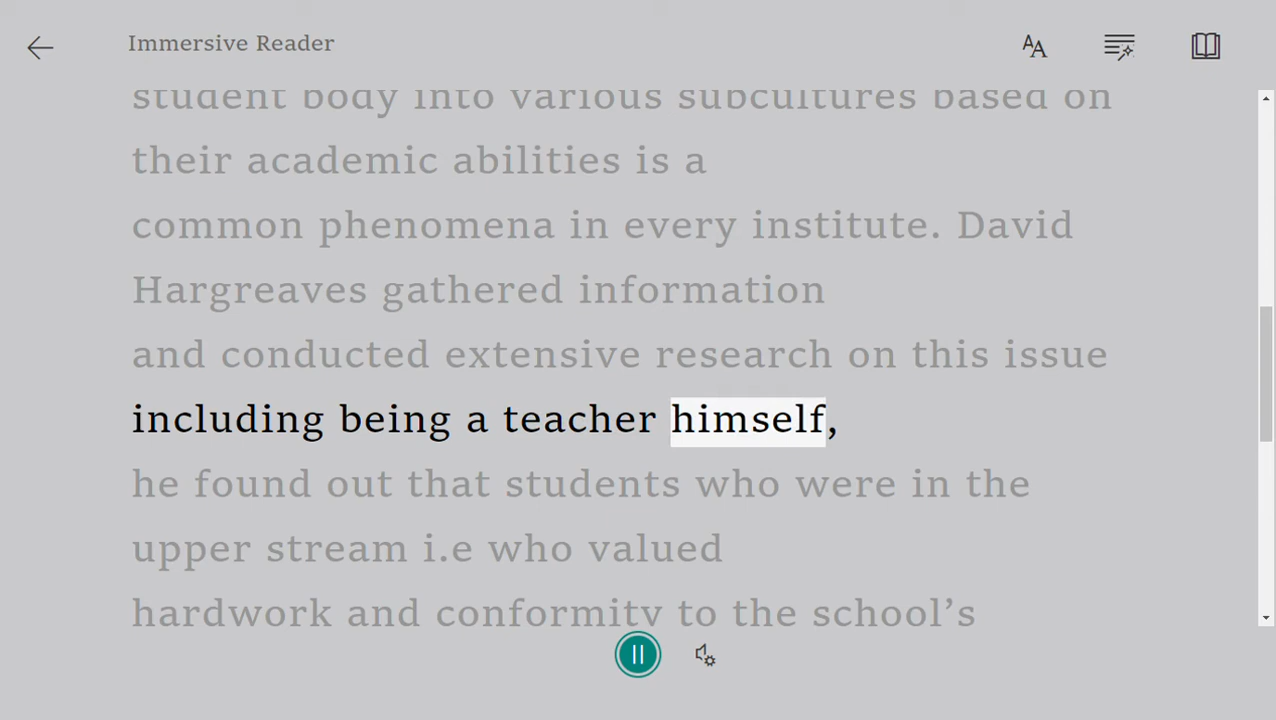 Immersive Reader
student body into various subcultures based on
their academic abilities is a
common phenomena in every institute. David
Hargreaves gathered information
and conducted extensive research on this issue
including being a teacher himself,
he found out that students who were in the
upper stream i.e who valued
hardwork and conformity to the school’s